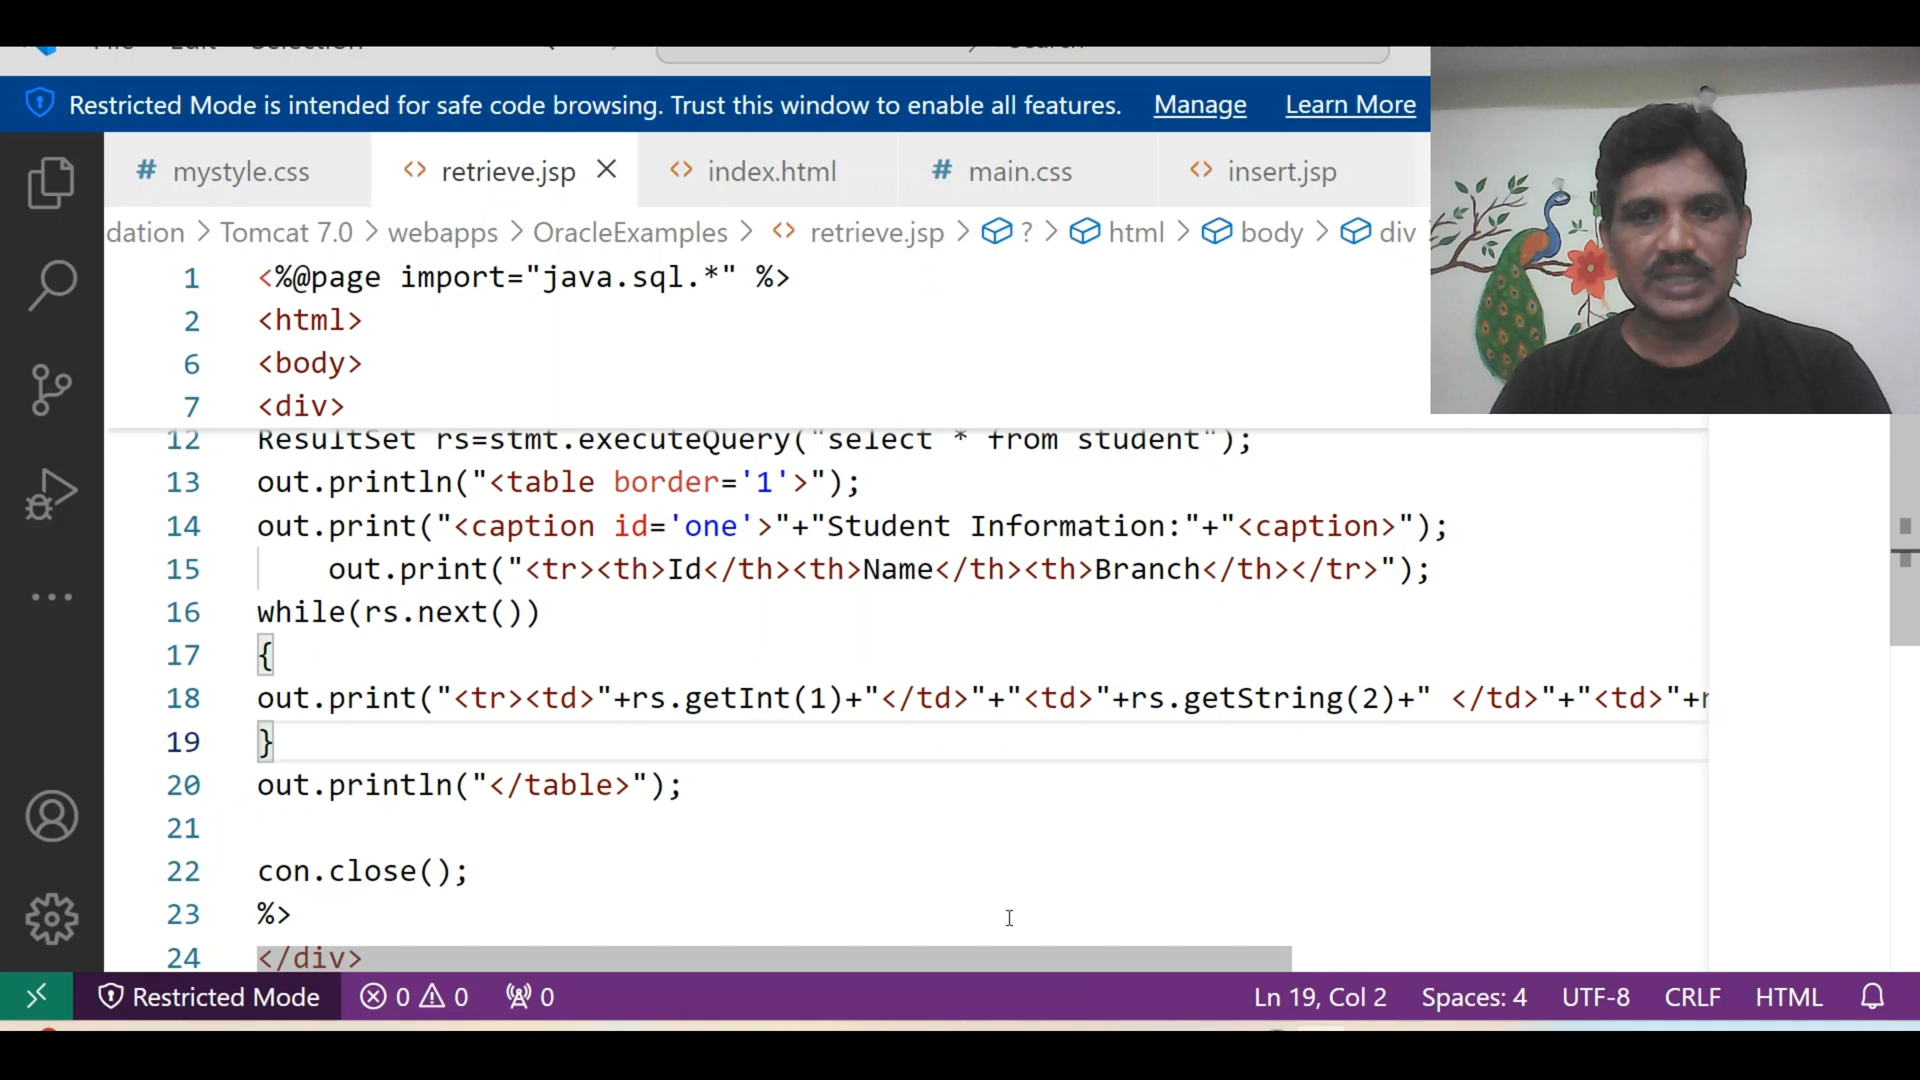 Restricted Mode is intended for safe code browsing. Trust this window to enable all features. Manage Learn More
# mystyle.css <> retrieve.jsp × <> index.html # main.css <> insert.jsp
dation > Tomcat 7.0 > webapps > OracleExamples > <> retrieve.jsp > ? > html > body > div
1 <%@page import="java.sql.*" %>
2 <html>
6 <body>
7 <div>
12 ResultSet rs=stmt.executeQuery("select * from student");
13 out.println("<table border='1'>");
14 out.print("<caption id='one'>"+"Student Information:"+"<caption>");
15 out.print("<tr><th>Id</th><th>Name</th><th>Branch</th></tr>");
16 while(rs.next())
17 {
18 out.print("<tr><td>"+rs.getInt(1)+"</td>"+"<td>"+rs.getString(2)+" </td>"+"<td>"+r
19 }
20 out.println("</table>");
21
22 con.close();
23 %>
24 </div>
Restricted Mode 0 0 0 Ln 19, Col 2 Spaces: 4 UTF-8 CRLF HTML